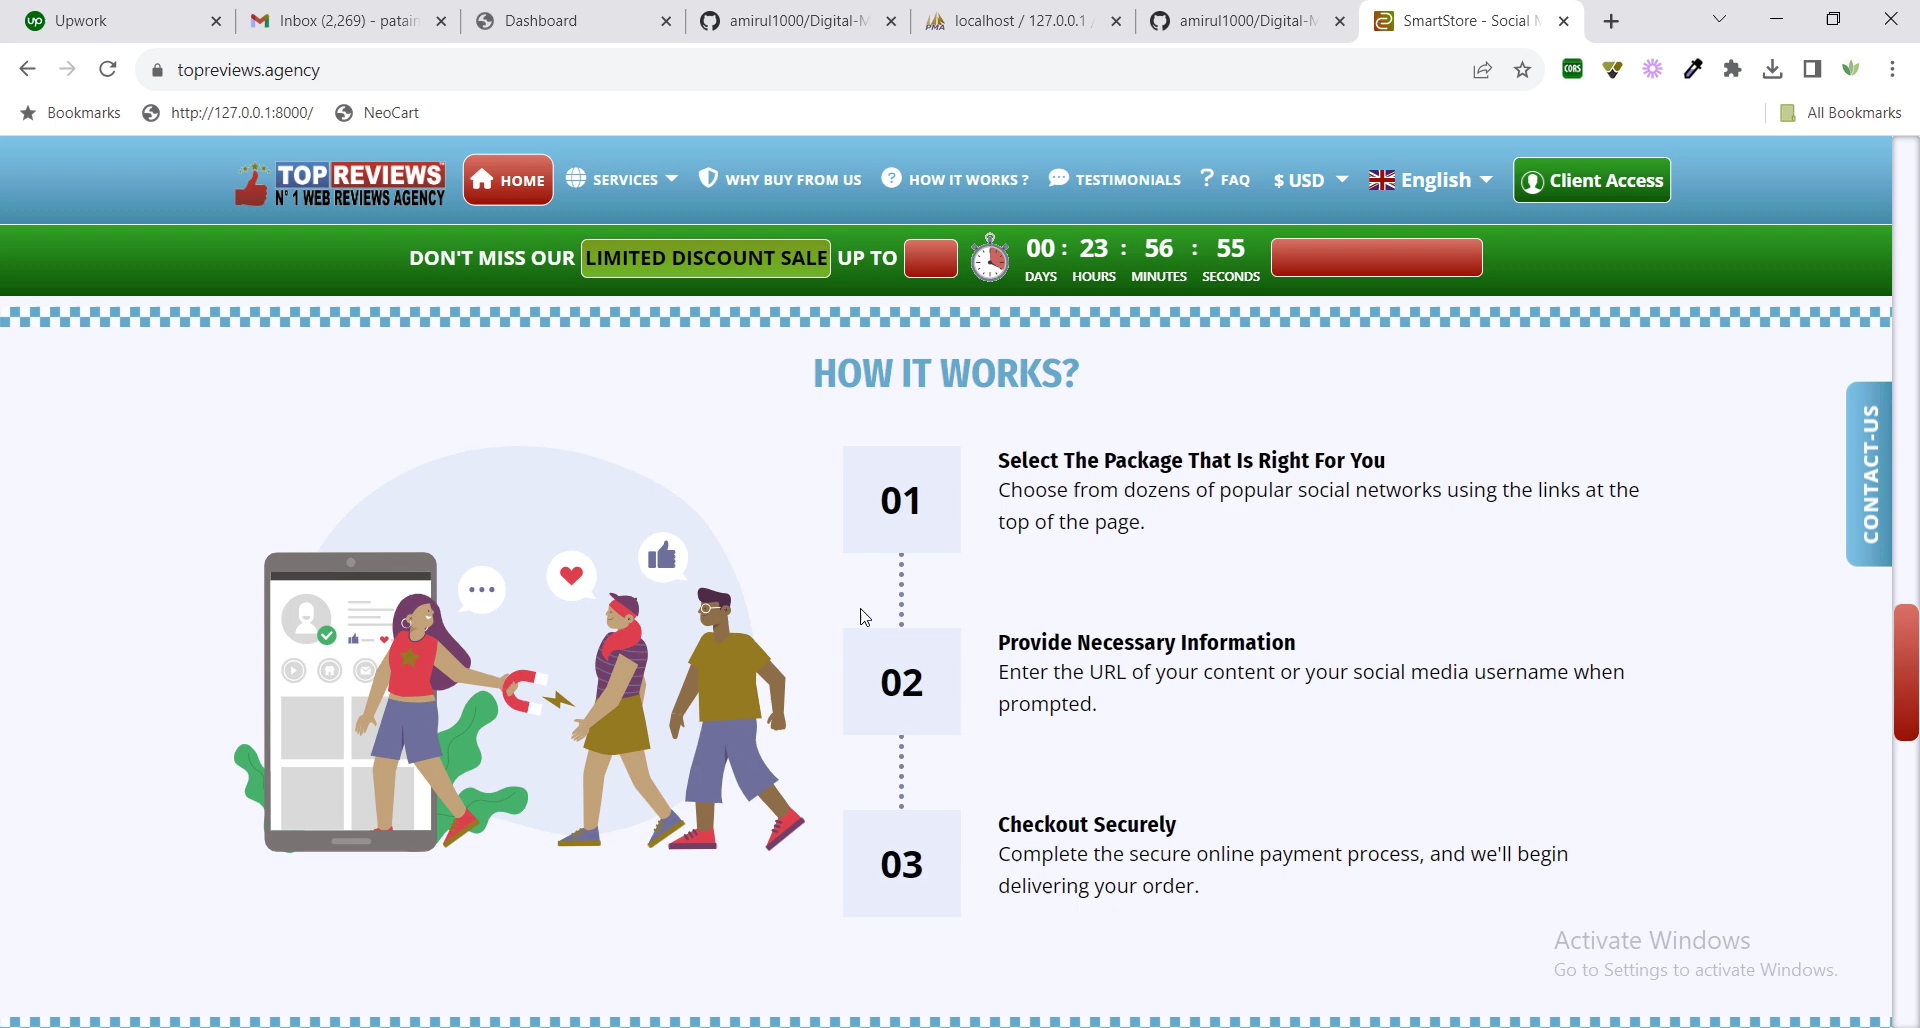 Upwork
Inbox (2,269) - patain
Dashboard
amirul1000/Digital-M
localhost / 127.0.0.1 /
amirul1000/Digital-M
SmartStore - Social M
topreviews.agency
CORS
Bookmarks
http://127.0.0.1:8000/
NeoCart
All Bookmarks
TOP REVIEWS
N° 1 WEB REVIEWS AGENCY
HOME
SERVICES
WHY BUY FROM US
HOW IT WORKS ?
TESTIMONIALS
? FAQ
$ USD
English
Client Access
DON'T MISS OUR LIMITED DISCOUNT SALE UP TO
00 : 23 : 56 : 55
DAYS HOURS MINUTES SECONDS
HOW IT WORKS?
CONTACT-US
01
Select The Package That Is Right For You
Choose from dozens of popular social networks using the links at the
top of the page.
02
Provide Necessary Information
Enter the URL of your content or your social media username when
prompted.
03
Checkout Securely
Complete the secure online payment process, and we'll begin
delivering your order.
Activate Windows
Go to Settings to activate Windows.